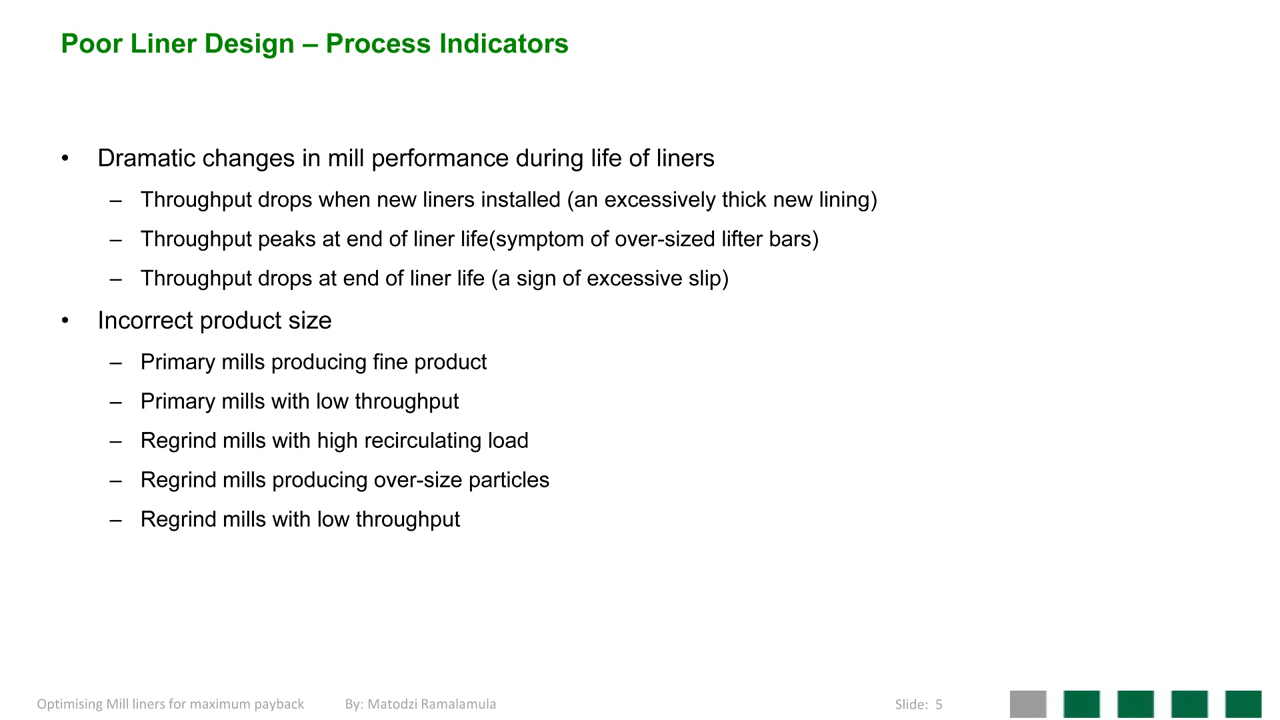 Poor Liner Design – Process Indicators
• Dramatic changes in mill performance during life of liners
– Throughput drops when new liners installed (an excessively thick new lining)
– Throughput peaks at end of liner life(symptom of over-sized lifter bars)
– Throughput drops at end of liner life (a sign of excessive slip)
• Incorrect product size
– Primary mills producing fine product
– Primary mills with low throughput
– Regrind mills with high recirculating load
– Regrind mills producing over-size particles
– Regrind mills with low throughput
Optimising Mill liners for maximum payback By: Matodzi Ramalamula Slide: 5